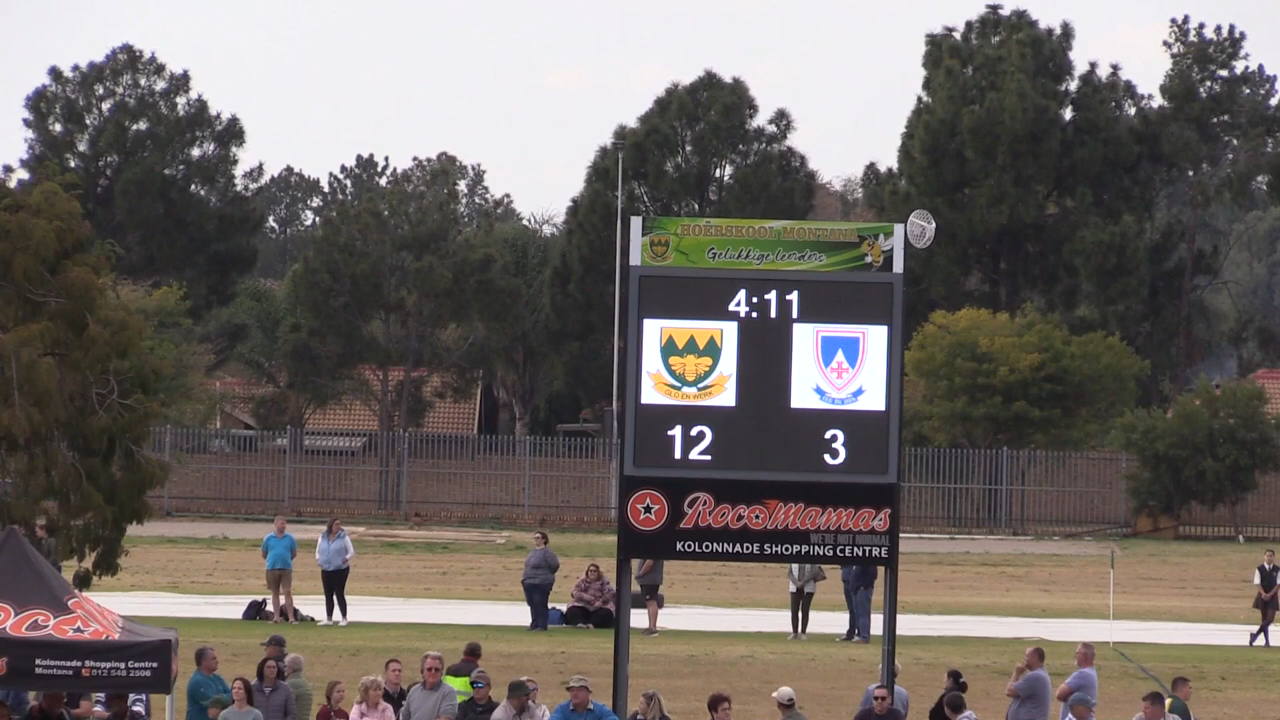 HOËRSKOOL MONTANA
Gelukkige leerders
4:11
GLO EN WERK
12 3
RocoMamas
WE'RE NOT NORMAL
KOLONNADE SHOPPING CENTRE
Kolonnade Shopping Centre
Montana 012 548 2506